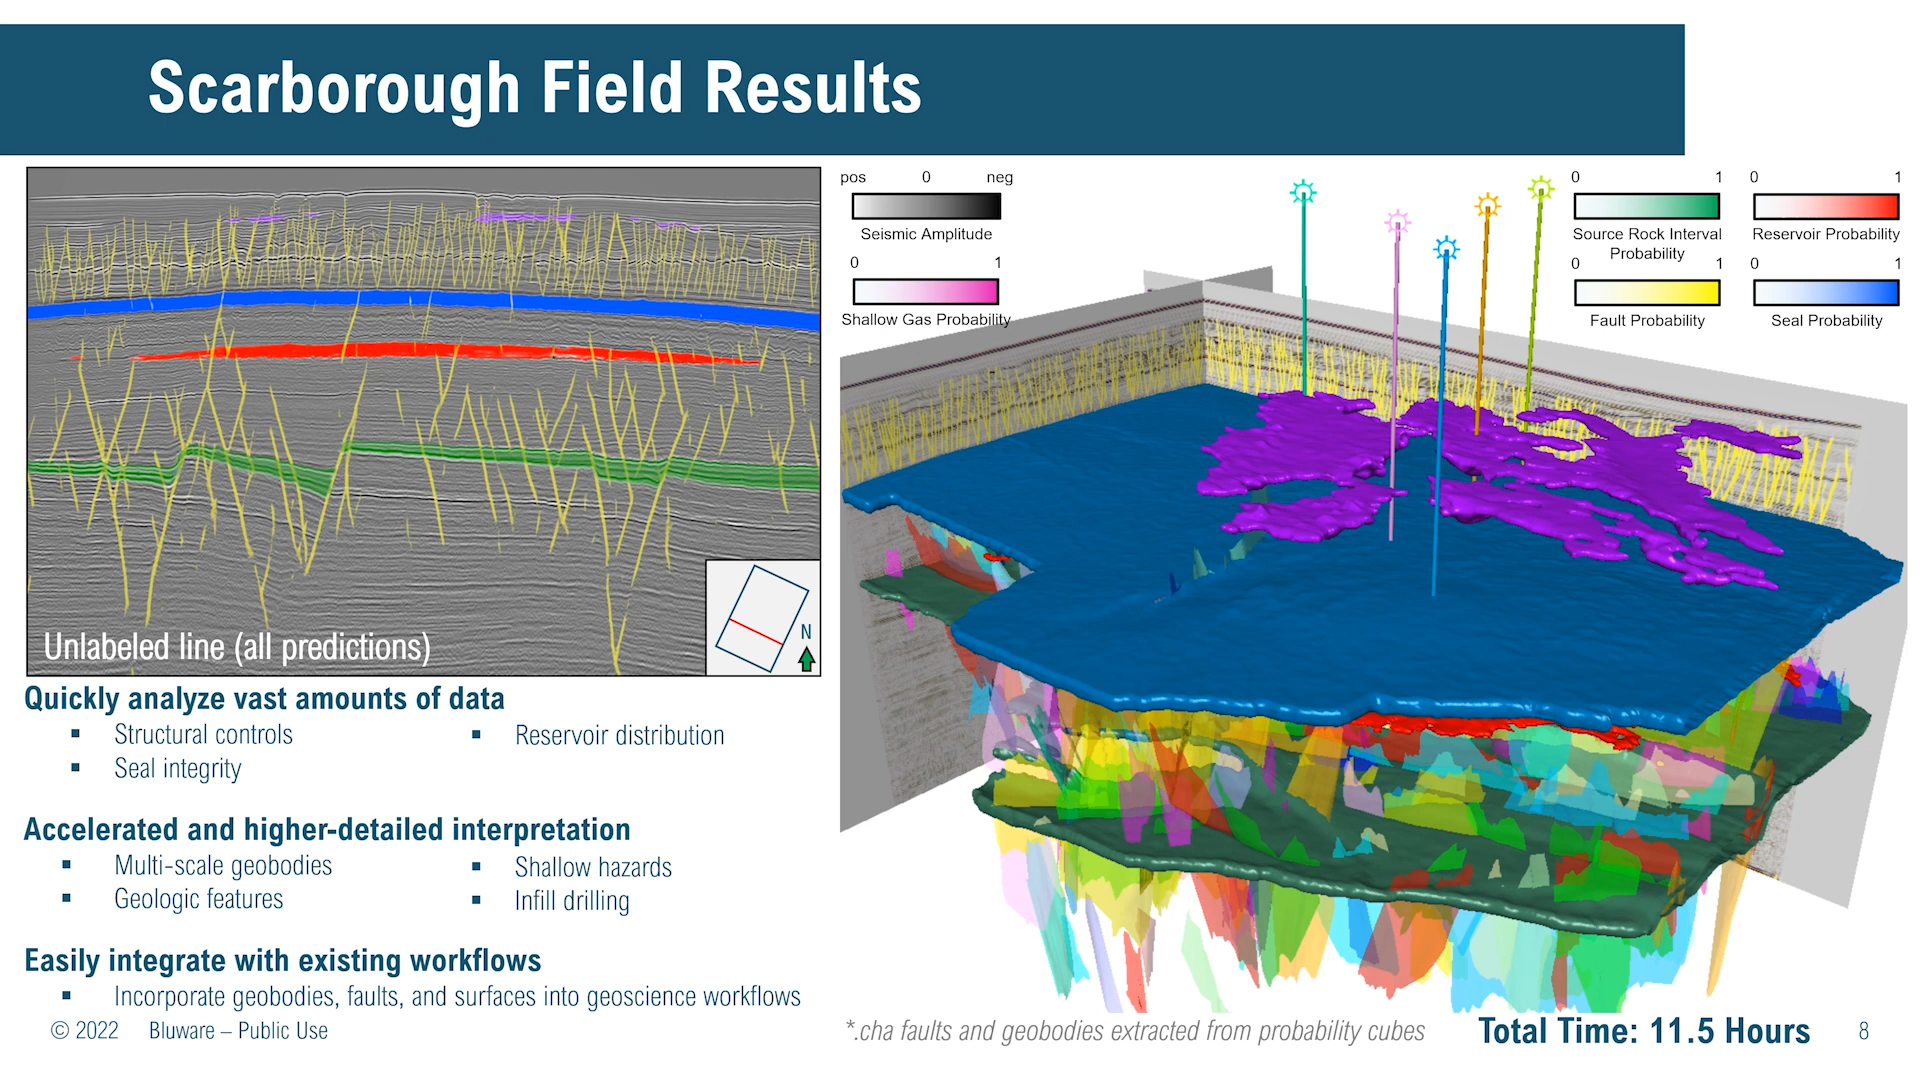 Scarborough Field Results
Unlabeled line (all predictions)
N
pos 0 neg
Seismic Amplitude
0 1
Shallow Gas Probability
0 1
Source Rock Interval
Probability
0 1
Reservoir Probability
0 1
Fault Probability
0 1
Seal Probability
Quickly analyze vast amounts of data
▪ Structural controls
▪ Seal integrity
▪ Reservoir distribution
Accelerated and higher-detailed interpretation
▪ Multi-scale geobodies
▪ Geologic features
▪ Shallow hazards
▪ Infill drilling
Easily integrate with existing workflows
▪ Incorporate geobodies, faults, and surfaces into geoscience workflows
© 2022 Bluware – Public Use
*.cha faults and geobodies extracted from probability cubes
Total Time: 11.5 Hours
8